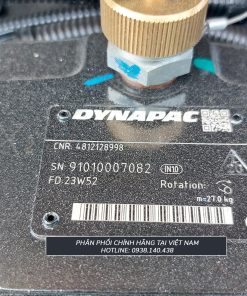 DYNAPAC
CNR: 4812128998
SN: 91010007082 (IN10)
FD: 23W52 Rotation:
m=21.0 kg
PHÂN PHỐI CHÍNH HÃNG TẠI VIỆT NAM
HOTLINE: 0938.140.438